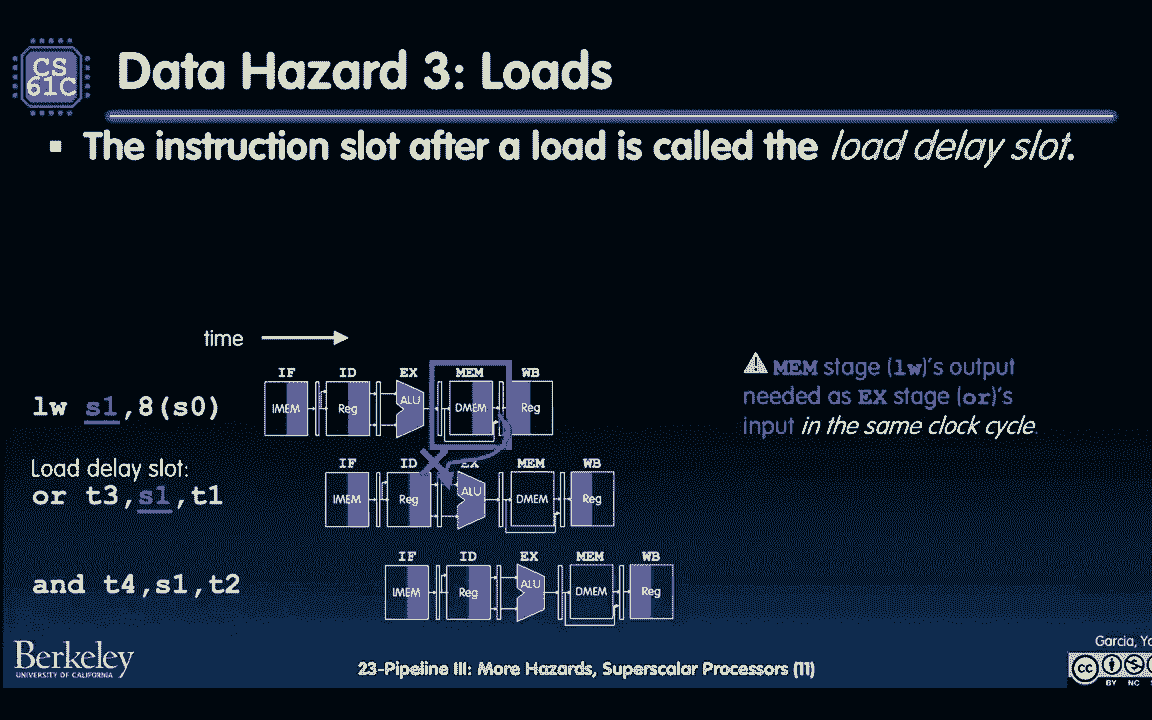 CS
61C
Data Hazard 3: Loads
▪ The instruction slot after a load is called the load delay slot.
time
IF ID EX MEM WB
lw s1,8(s0)
IMEM Reg ALU DMEM Reg
⚠ MEM stage (lw)'s output
needed as EX stage (or)'s
input in the same clock cycle.
Load delay slot:
IF ID EX MEM WB
or t3,s1,t1
IMEM Reg ALU DMEM Reg
IF ID EX MEM WB
and t4,s1,t2
IMEM Reg ALU DMEM Reg
Berkeley
UNIVERSITY OF CALIFORNIA
23-Pipeline III: More Hazards, Superscalar Processors (11)
Garcia,
cc
BY NC